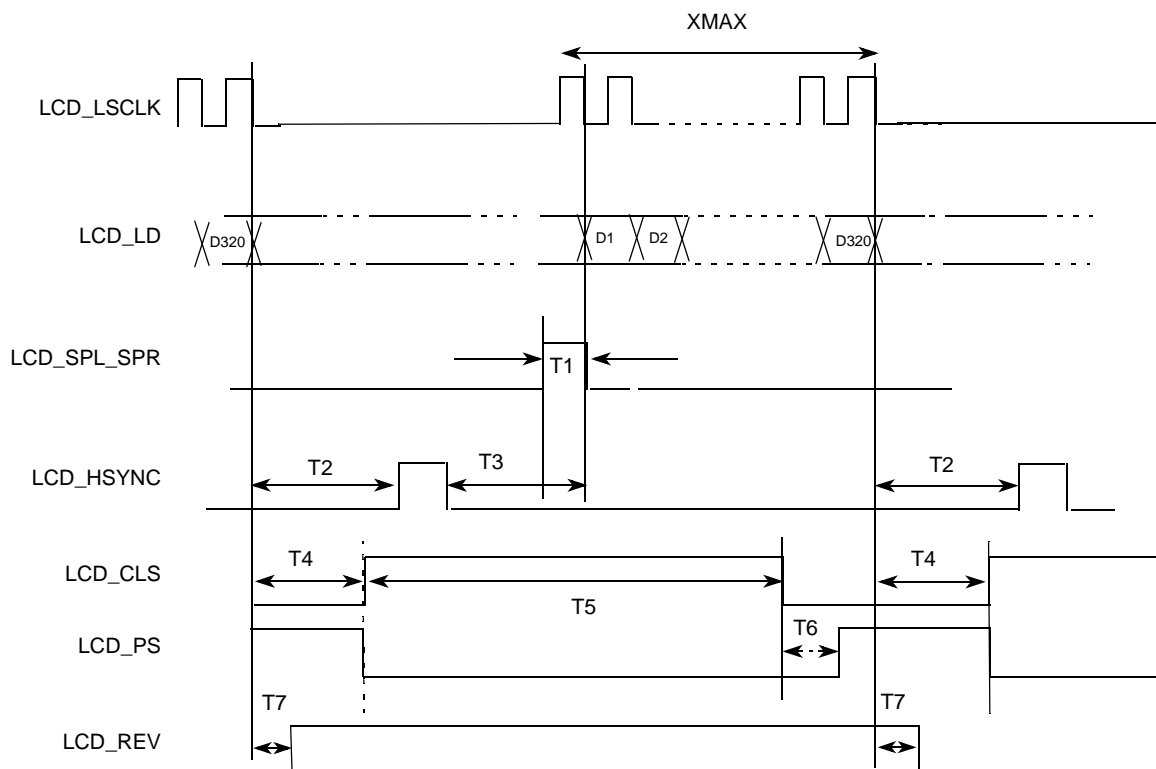 XMAX
LCD_LSCLK
LCD_LD
D320
D1
D2
D320
LCD_SPL_SPR
T1
LCD_HSYNC
T2
T3
T2
LCD_CLS
T4
T5
T4
LCD_PS
T6
LCD_REV
T7
T7